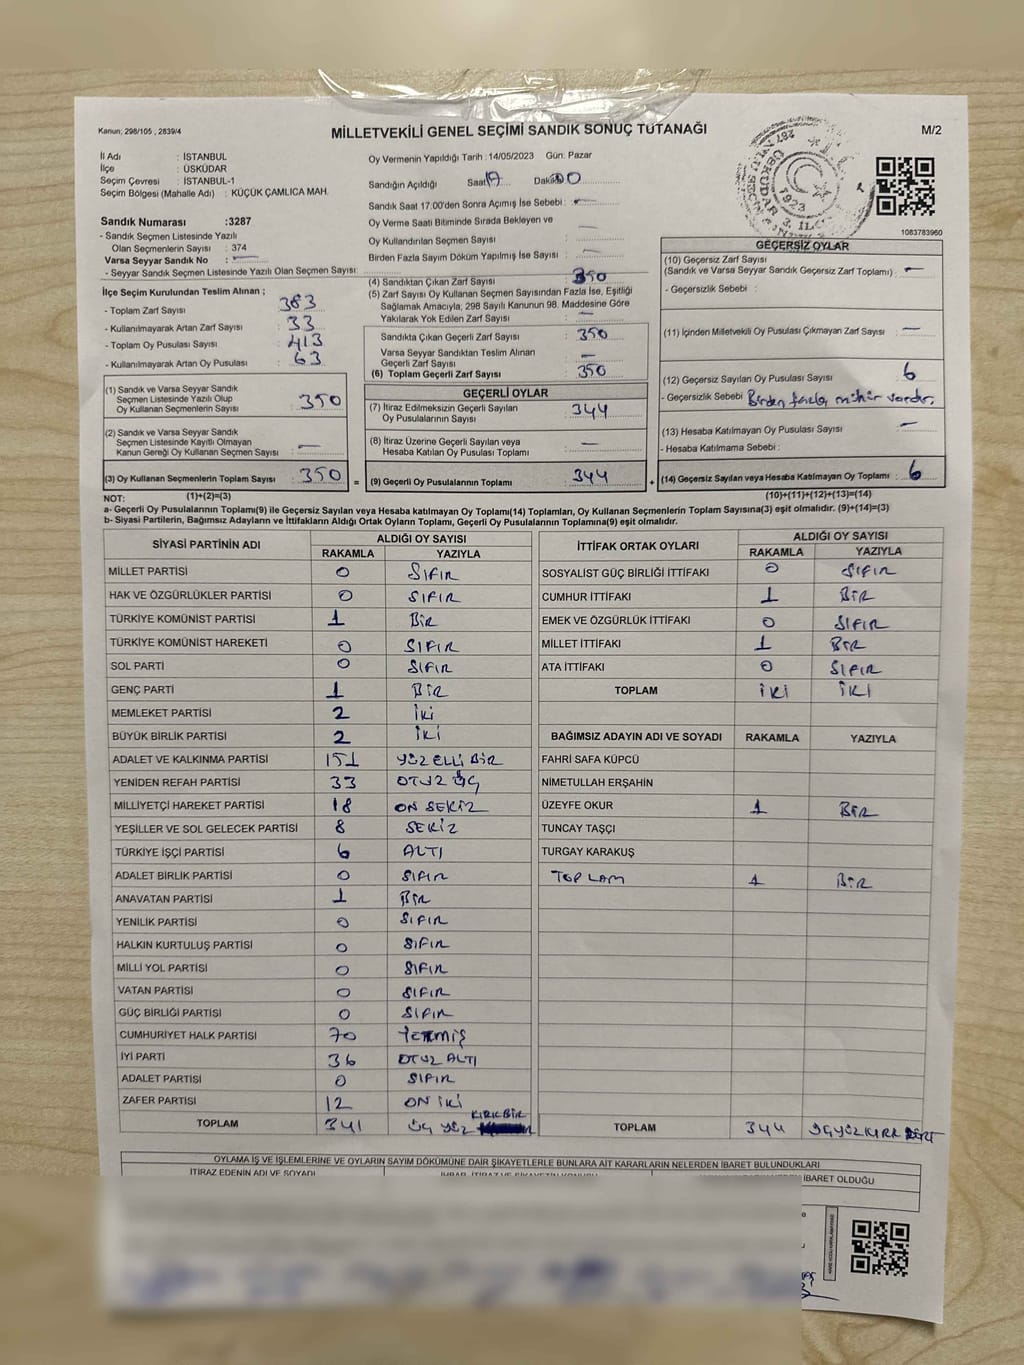 Kanun; 298/105 , 2839/4
MİLLETVEKİLİ GENEL SEÇİMİ SANDIK SONUÇ TUTANAĞI
M/2
İl Adı : İSTANBUL
İlçe : ÜSKÜDAR
Seçim Çevresi : İSTANBUL-1
Seçim Bölgesi (Mahalle Adı) : KÜÇÜK ÇAMLICA MAH.
Sandık Numarası :3287
- Sandık Seçmen Listesinde Yazılı
Olan Seçmenlerin Sayısı : 374
Varsa Seyyar Sandık No : —
- Seyyar Sandık Seçmen Listesinde Yazılı Olan Seçmen Sayısı:
Oy Vermenin Yapıldığı Tarih :14/05/2023 Gün: Pazar
Sandığın Açıldığı Saat 17 Dakika 00
Sandık Saat 17.00'den Sonra Açımış İse Sebebi : —
Oy Verme Saati Bitiminde Sırada Bekleyen ve
Oy Kullandırılan Seçmen Sayısı : —
Birden Fazla Sayım Döküm Yapılmış İse Sayısı : —
1083783960
İlçe Seçim Kurulundan Teslim Alınan ;
- Toplam Zarf Sayısı : 383
- Kullanılmayarak Artan Zarf Sayısı : 33
- Toplam Oy Pusulası Sayısı : 413
- Kullanılmayarak Artan Oy Pusulası : 63
(1) Sandık ve Varsa Seyyar Sandık
Seçmen Listesinde Yazılı Olup
Oy Kullanan Seçmenlerin Sayısı : 350
(2) Sandık ve Varsa Seyyar Sandık
Seçmen Listesinde Kayıtlı Olmayan
Kanun Gereği Oy Kullanan Seçmen Sayısı : —
(3) Oy Kullanan Seçmenlerin Toplam Sayısı : 350 =
(4) Sandıktan Çıkan Zarf Sayısı : 350
(5) Zarf Sayısı Oy Kullanan Seçmen Sayısından Fazla İse, Eşitliği
Sağlamak Amacıyla; 298 Sayılı Kanunun 98. Maddesine Göre
Yakılarak Yok Edilen Zarf Sayısı : —
Sandıkta Çıkan Geçerli Zarf Sayısı : 350
Varsa Seyyar Sandıktan Teslim Alınan
Geçerli Zarf Sayısı : —
(6) Toplam Geçerli Zarf Sayısı : 350
GEÇERLİ OYLAR
(7) İtiraz Edilmeksizin Geçerli Sayılan
Oy Pusulalarının Sayısı : 344
(8) İtiraz Üzerine Geçerli Sayılan veya
Hesaba Katılan Oy Pusulası Toplamı : —
(9) Geçerli Oy Pusulalarının Toplamı : 344 +
GEÇERSİZ OYLAR
(10) Geçersiz Zarf Sayısı
(Sandık ve Varsa Seyyar Sandık Geçersiz Zarf Toplamı) : —
- Geçersizlik Sebebi :
(11) İçinden Milletvekili Oy Pusulası Çıkmayan Zarf Sayısı : —
(12) Geçersiz Sayılan Oy Pusulası Sayısı : 6
- Geçersizlik Sebebi : Birden fazla mühür vardır.
(13) Hesaba Katılmayan Oy Pusulası Sayısı : —
- Hesaba Katılmama Sebebi :
(14) Geçersiz Sayılan veya Hesaba Katılmayan Oy Toplamı : 6
NOT: (1)+(2)=(3) (10)+(11)+(12)+(13)=(14)
a- Geçerli Oy Pusulalarının Toplamı(9) ile Geçersiz Sayılan veya Hesaba katılmayan Oy Toplamı(14) Toplamları, Oy Kullanan Seçmenlerin Toplam Sayısına(3) eşit olmalıdır. (9)+(14)=(3)
b- Siyasi Partilerin, Bağımsız Adayların ve İttifakların Aldığı Ortak Oyların Toplamı, Geçerli Oy Pusulalarının Toplamına(9) eşit olmalıdır.
SİYASİ PARTİNİN ADI ALDIĞI OY SAYISI
RAKAMLA YAZIYLA
MİLLET PARTİSİ 0 SIFIR
HAK VE ÖZGÜRLÜKLER PARTİSİ 0 SIFIR
TÜRKİYE KOMÜNİST PARTİSİ 1 BİR
TÜRKİYE KOMÜNİST HAREKETİ 0 SIFIR
SOL PARTİ 0 SIFIR
GENÇ PARTİ 1 BİR
MEMLEKET PARTİSİ 2 İKİ
BÜYÜK BİRLİK PARTİSİ 2 İKİ
ADALET VE KALKINMA PARTİSİ 151 YÜZ ELLİ BİR
YENİDEN REFAH PARTİSİ 33 OTUZ ÜÇ
MİLLİYETÇİ HAREKET PARTİSİ 18 ON SEKİZ
YEŞİLLER VE SOL GELECEK PARTİSİ 8 SEKİZ
TÜRKİYE İŞÇİ PARTİSİ 6 ALTI
ADALET BİRLİK PARTİSİ 0 SIFIR
ANAVATAN PARTİSİ 1 BİR
YENİLİK PARTİSİ 0 SIFIR
HALKIN KURTULUŞ PARTİSİ 0 SIFIR
MİLLİ YOL PARTİSİ 0 SIFIR
VATAN PARTİSİ 0 SIFIR
GÜÇ BİRLİĞİ PARTİSİ 0 SIFIR
CUMHURİYET HALK PARTİSİ 70 YETMİŞ
İYİ PARTİ 36 OTUZ ALTI
ADALET PARTİSİ 0 SIFIR
ZAFER PARTİSİ 12 ON İKİ
TOPLAM 341 ÜÇ YÜZ KIRK BİR
İTTİFAK ORTAK OYLARI ALDIĞI OY SAYISI
RAKAMLA YAZIYLA
SOSYALİST GÜÇ BİRLİĞİ İTTİFAKI 0 SIFIR
CUMHUR İTTİFAKI 1 BİR
EMEK VE ÖZGÜRLÜK İTTİFAKI 0 SIFIR
MİLLET İTTİFAKI 1 BİR
ATA İTTİFAKI 0 SIFIR
TOPLAM İKİ İKİ
BAĞIMSIZ ADAYIN ADI VE SOYADI RAKAMLA YAZIYLA
FAHRİ SAFA KÜPCÜ
NİMETULLAH ERŞAHİN
ÜZEYFE OKUR 1 BİR
TUNCAY TAŞÇI
TURGAY KARAKUŞ
TOPLAM 1 BİR
TOPLAM 344 ÜÇYÜZ KIRK DÖRT
OYLAMA İŞ VE İŞLEMLERİNE VE OYLARIN SAYIM DÖKÜMÜNE DAİR ŞİKAYETLERLE BUNLARA AİT KARARLARIN NELERDEN İBARET BULUNDUKLARI
İTİRAZ EDENİN ADI VE SOYADI
İBARET OLDUĞU